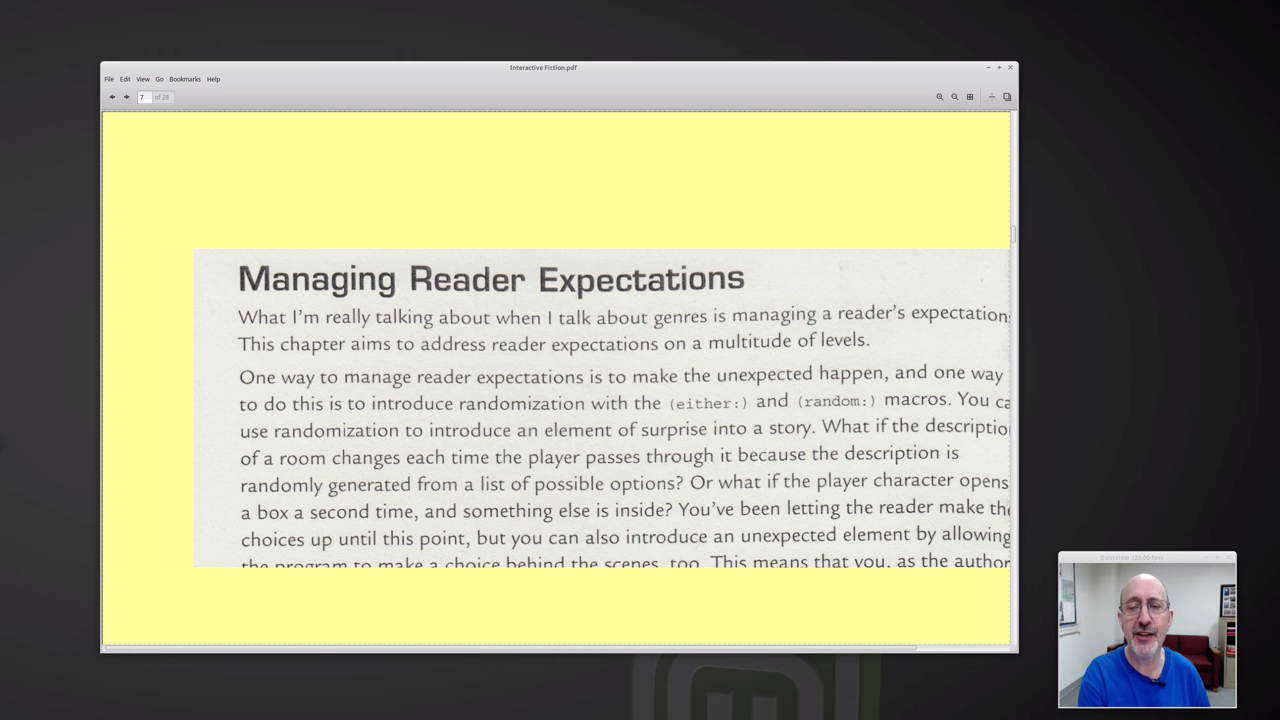 Interactive Fiction.pdf
File Edit View Go Bookmarks Help
7 of 28
Managing Reader Expectations
What I'm really talking about when I talk about genres is managing a reader's expectation
This chapter aims to address reader expectations on a multitude of levels.
One way to manage reader expectations is to make the unexpected happen, and one way
to do this is to introduce randomization with the (either:) and (random:) macros. You ca
use randomization to introduce an element of surprise into a story. What if the descriptio
of a room changes each time the player passes through it because the description is
randomly generated from a list of possible options? Or what if the player character opens
a box a second time, and something else is inside? You've been letting the reader make th
choices up until this point, but you can also introduce an unexpected element by allowing
the program to make a choice behind the scenes, too. This means that you, as the author